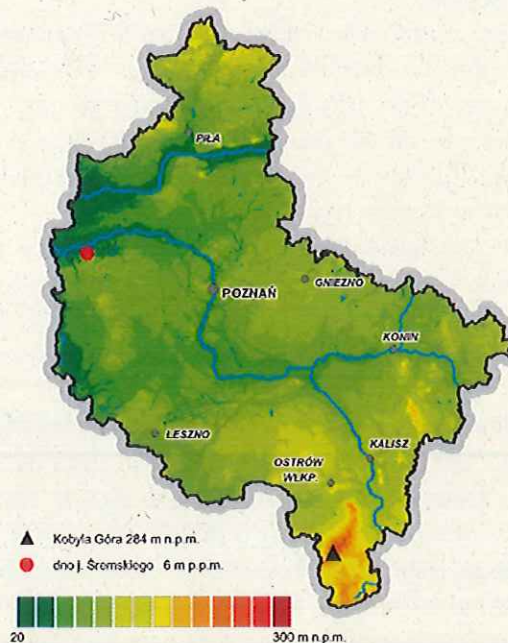 PIŁA
POZNAŃ
GNIEZNO
KONIN
LESZNO
KALISZ
OSTRÓW
WLKP.
Kobyla Góra 284 m n.p.m.
dno j. Śremskiego 6 m p.p.m.
20 300 m n.p.m.